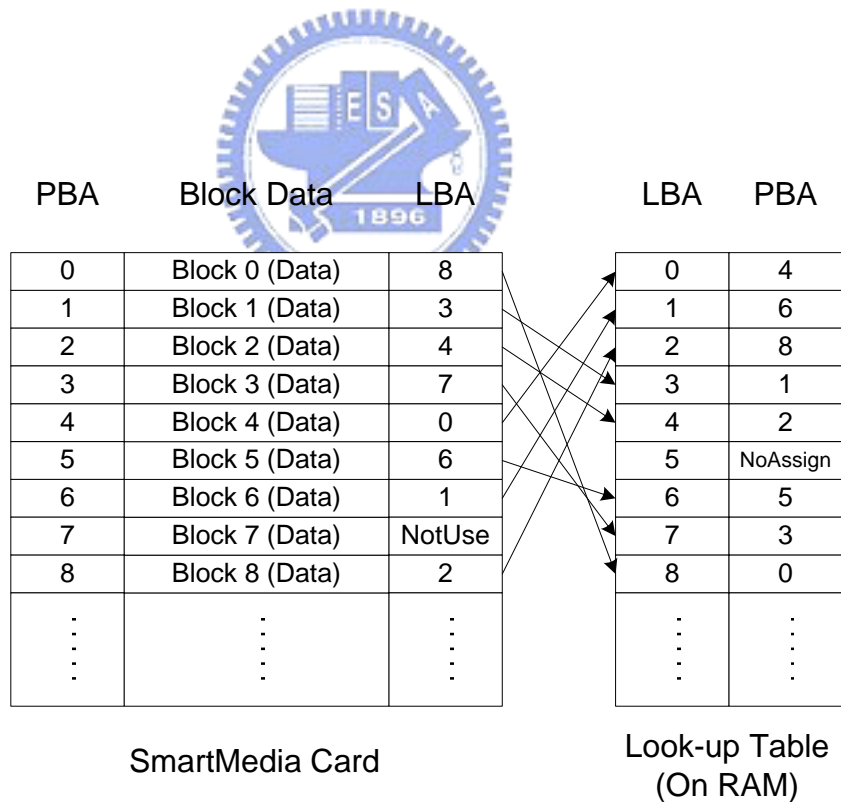 E S A
1896
PBA Block Data LBA LBA PBA
0 Block 0 (Data) 8 0 4
1 Block 1 (Data) 3 1 6
2 Block 2 (Data) 4 2 8
3 Block 3 (Data) 7 3 1
4 Block 4 (Data) 0 4 2
5 Block 5 (Data) 6 5 NoAssign
6 Block 6 (Data) 1 6 5
7 Block 7 (Data) NotUse 7 3
8 Block 8 (Data) 2 8 0
SmartMedia Card
Look-up Table
(On RAM)